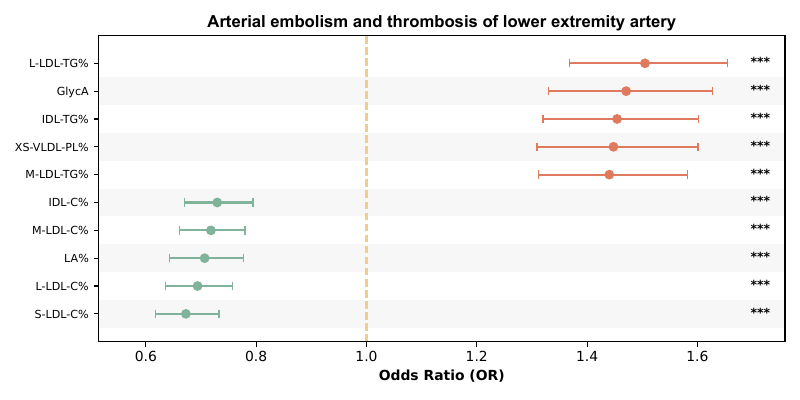 Arterial embolism and thrombosis of lower extremity artery
L-LDL-TG% ***
GlycA ***
IDL-TG% ***
XS-VLDL-PL% ***
M-LDL-TG% ***
IDL-C% ***
M-LDL-C% ***
LA% ***
L-LDL-C% ***
S-LDL-C% ***
0.6 0.8 1.0 1.2 1.4 1.6
Odds Ratio (OR)